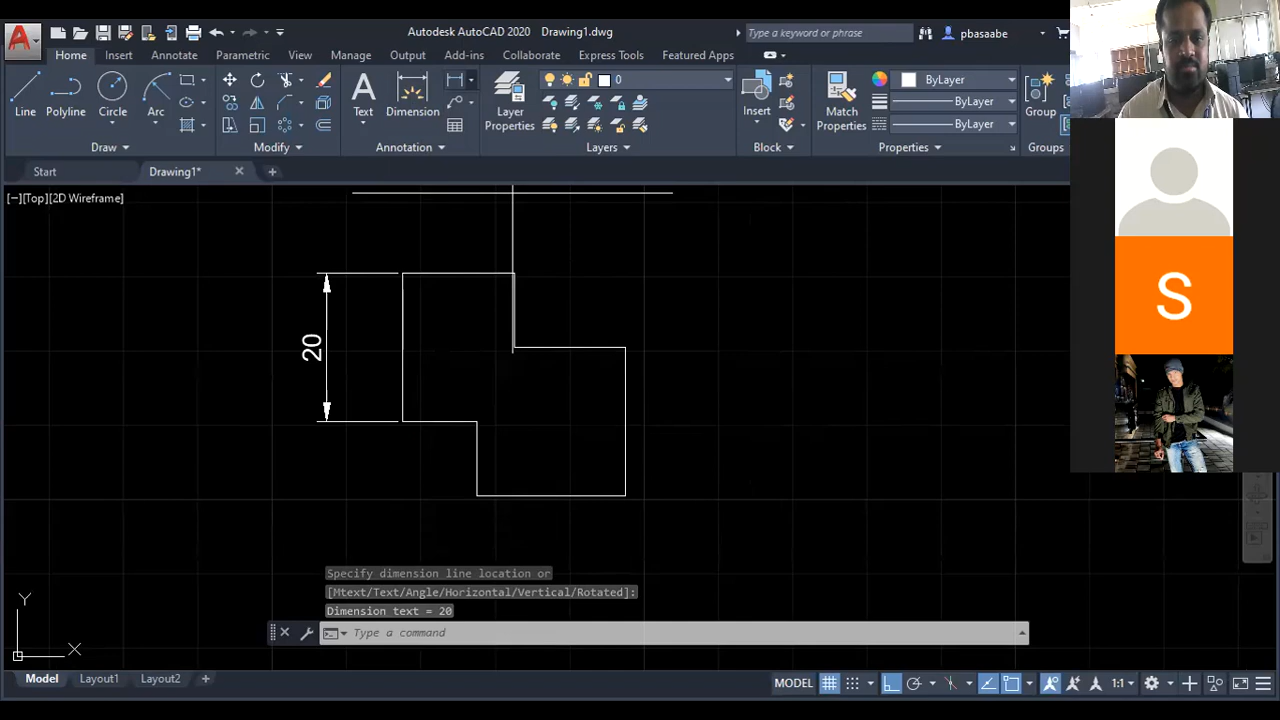 Autodesk AutoCAD 2020 Drawing1.dwg
Type a keyword or phrase
pbasaabe
Home Insert Annotate Parametric View Manage Output Add-ins Collaborate Express Tools Featured Apps
0
ByLayer
ByLayer
ByLayer
Line Polyline Circle Arc Text Dimension Layer Properties Insert Match Properties Group
Draw Modify Annotation Layers Block Properties Groups
Start Drawing1*
[−][Top][2D Wireframe]
20
S
Specify dimension line location or
[Mtext/Text/Angle/Horizontal/Vertical/Rotated]:
Dimension text = 20
Type a command
Y
X
Model Layout1 Layout2 +
MODEL 1:1